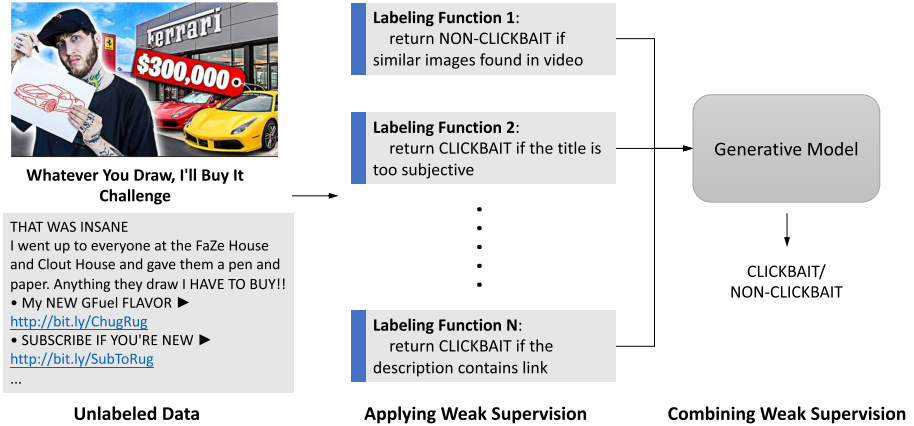 Ferrari
$300,000
Whatever You Draw, I'll Buy It
Challenge
THAT WAS INSANE
I went up to everyone at the FaZe House
and Clout House and gave them a pen and
paper. Anything they draw I HAVE TO BUY!!
• My NEW GFuel FLAVOR ►
http://bit.ly/ChugRug
• SUBSCRIBE IF YOU'RE NEW ►
http://bit.ly/SubToRug
...
Unlabeled Data
Labeling Function 1:
return NON-CLICKBAIT if
similar images found in video
Labeling Function 2:
return CLICKBAIT if the title is
too subjective
Labeling Function N:
return CLICKBAIT if the
description contains link
Applying Weak Supervision
Generative Model
CLICKBAIT/
NON-CLICKBAIT
Combining Weak Supervision